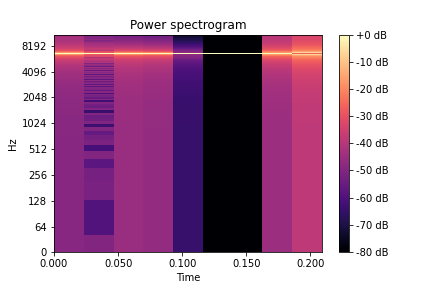 Power spectrogram
8192
4096
2048
1024
512
256
128
64
0
Hz
0.000 0.050 0.100 0.150 0.200
Time
+0 dB
-10 dB
-20 dB
-30 dB
-40 dB
-50 dB
-60 dB
-70 dB
-80 dB